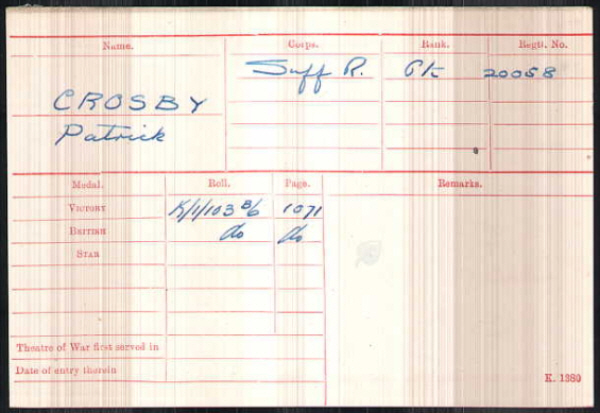 Name. Corps. Rank. Regtl. No.
Suff R. Pte 20058
CROSBY
Patrick
Medal. Roll. Page. Remarks.
VICTORY K/1/103 B6 1071
BRITISH do do
STAR
Theatre of War first served in
Date of entry therein
K. 1380